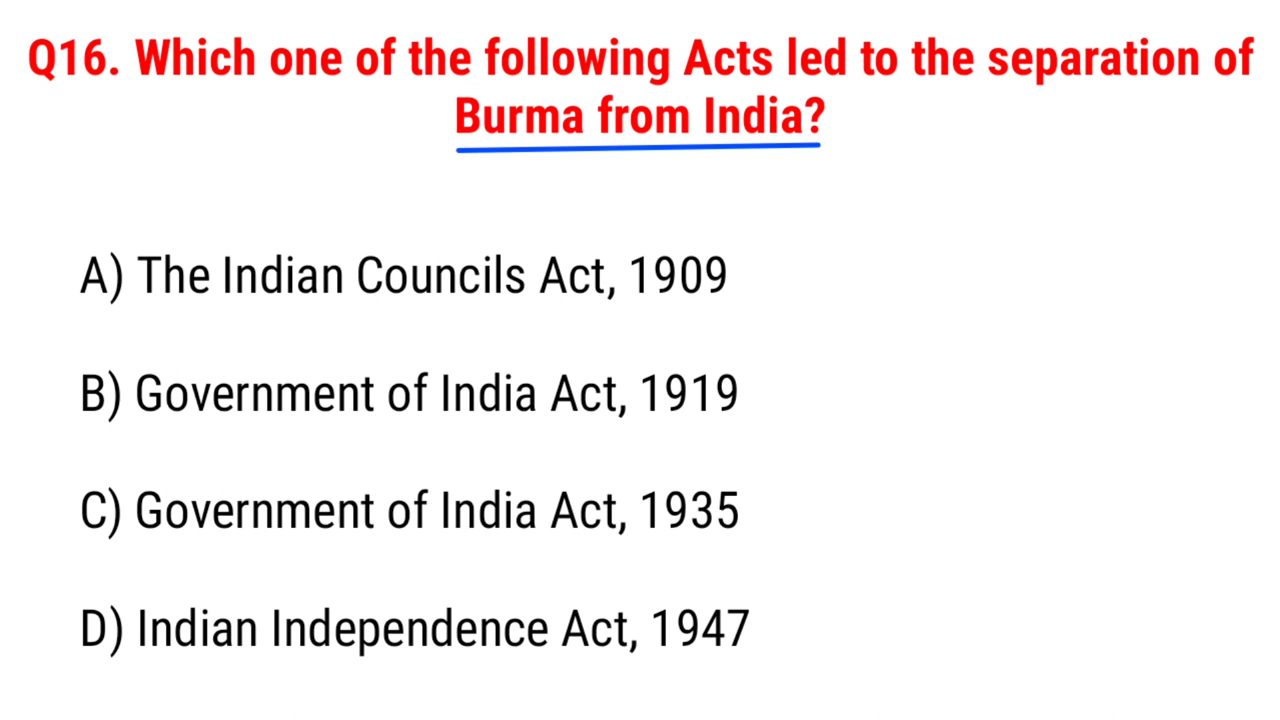 Q16. Which one of the following Acts led to the separation of
Burma from India?
A) The Indian Councils Act, 1909
B) Government of India Act, 1919
C) Government of India Act, 1935
D) Indian Independence Act, 1947